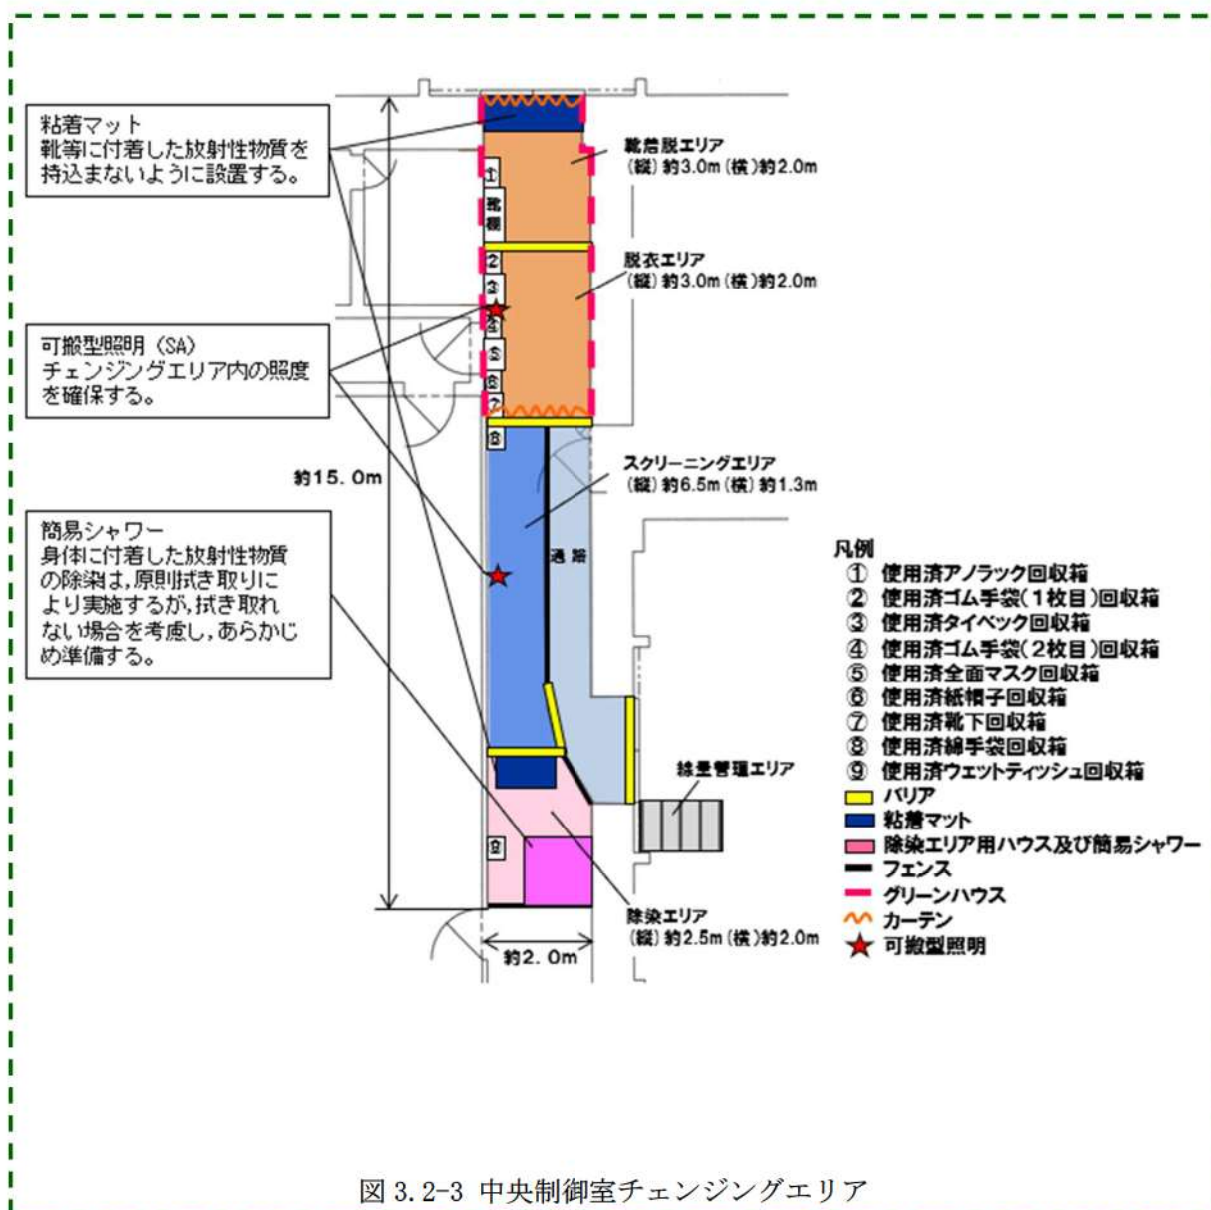 粘着マット
靴等に付着した放射性物質を
持込まないように設置する。
可搬型照明（SA）
チェンジングエリア内の照度
を確保する。
簡易シャワー
身体に付着した放射性物質
の除染は，原則拭き取りに
より実施するが，拭き取れ
ない場合を考慮し，あらかじ
め準備する。
約15.0m
①
靴棚
②
③
④
⑤
⑥
⑦
⑧
⑨
通路
約2.0m
靴着脱エリア
(縦)約3.0m(横)約2.0m
脱衣エリア
(縦)約3.0m(横)約2.0m
スクリーニングエリア
(縦)約6.5m(横)約1.3m
線量管理エリア
除染エリア
(縦)約2.5m(横)約2.0m
凡例
① 使用済アノラック回収箱
② 使用済ゴム手袋(1枚目)回収箱
③ 使用済タイベック回収箱
④ 使用済ゴム手袋(2枚目)回収箱
⑤ 使用済全面マスク回収箱
⑥ 使用済紙帽子回収箱
⑦ 使用済靴下回収箱
⑧ 使用済綿手袋回収箱
⑨ 使用済ウェットティッシュ回収箱
バリア
粘着マット
除染エリア用ハウス及び簡易シャワー
フェンス
グリーンハウス
カーテン
可搬型照明
図 3.2-3 中央制御室チェンジングエリア